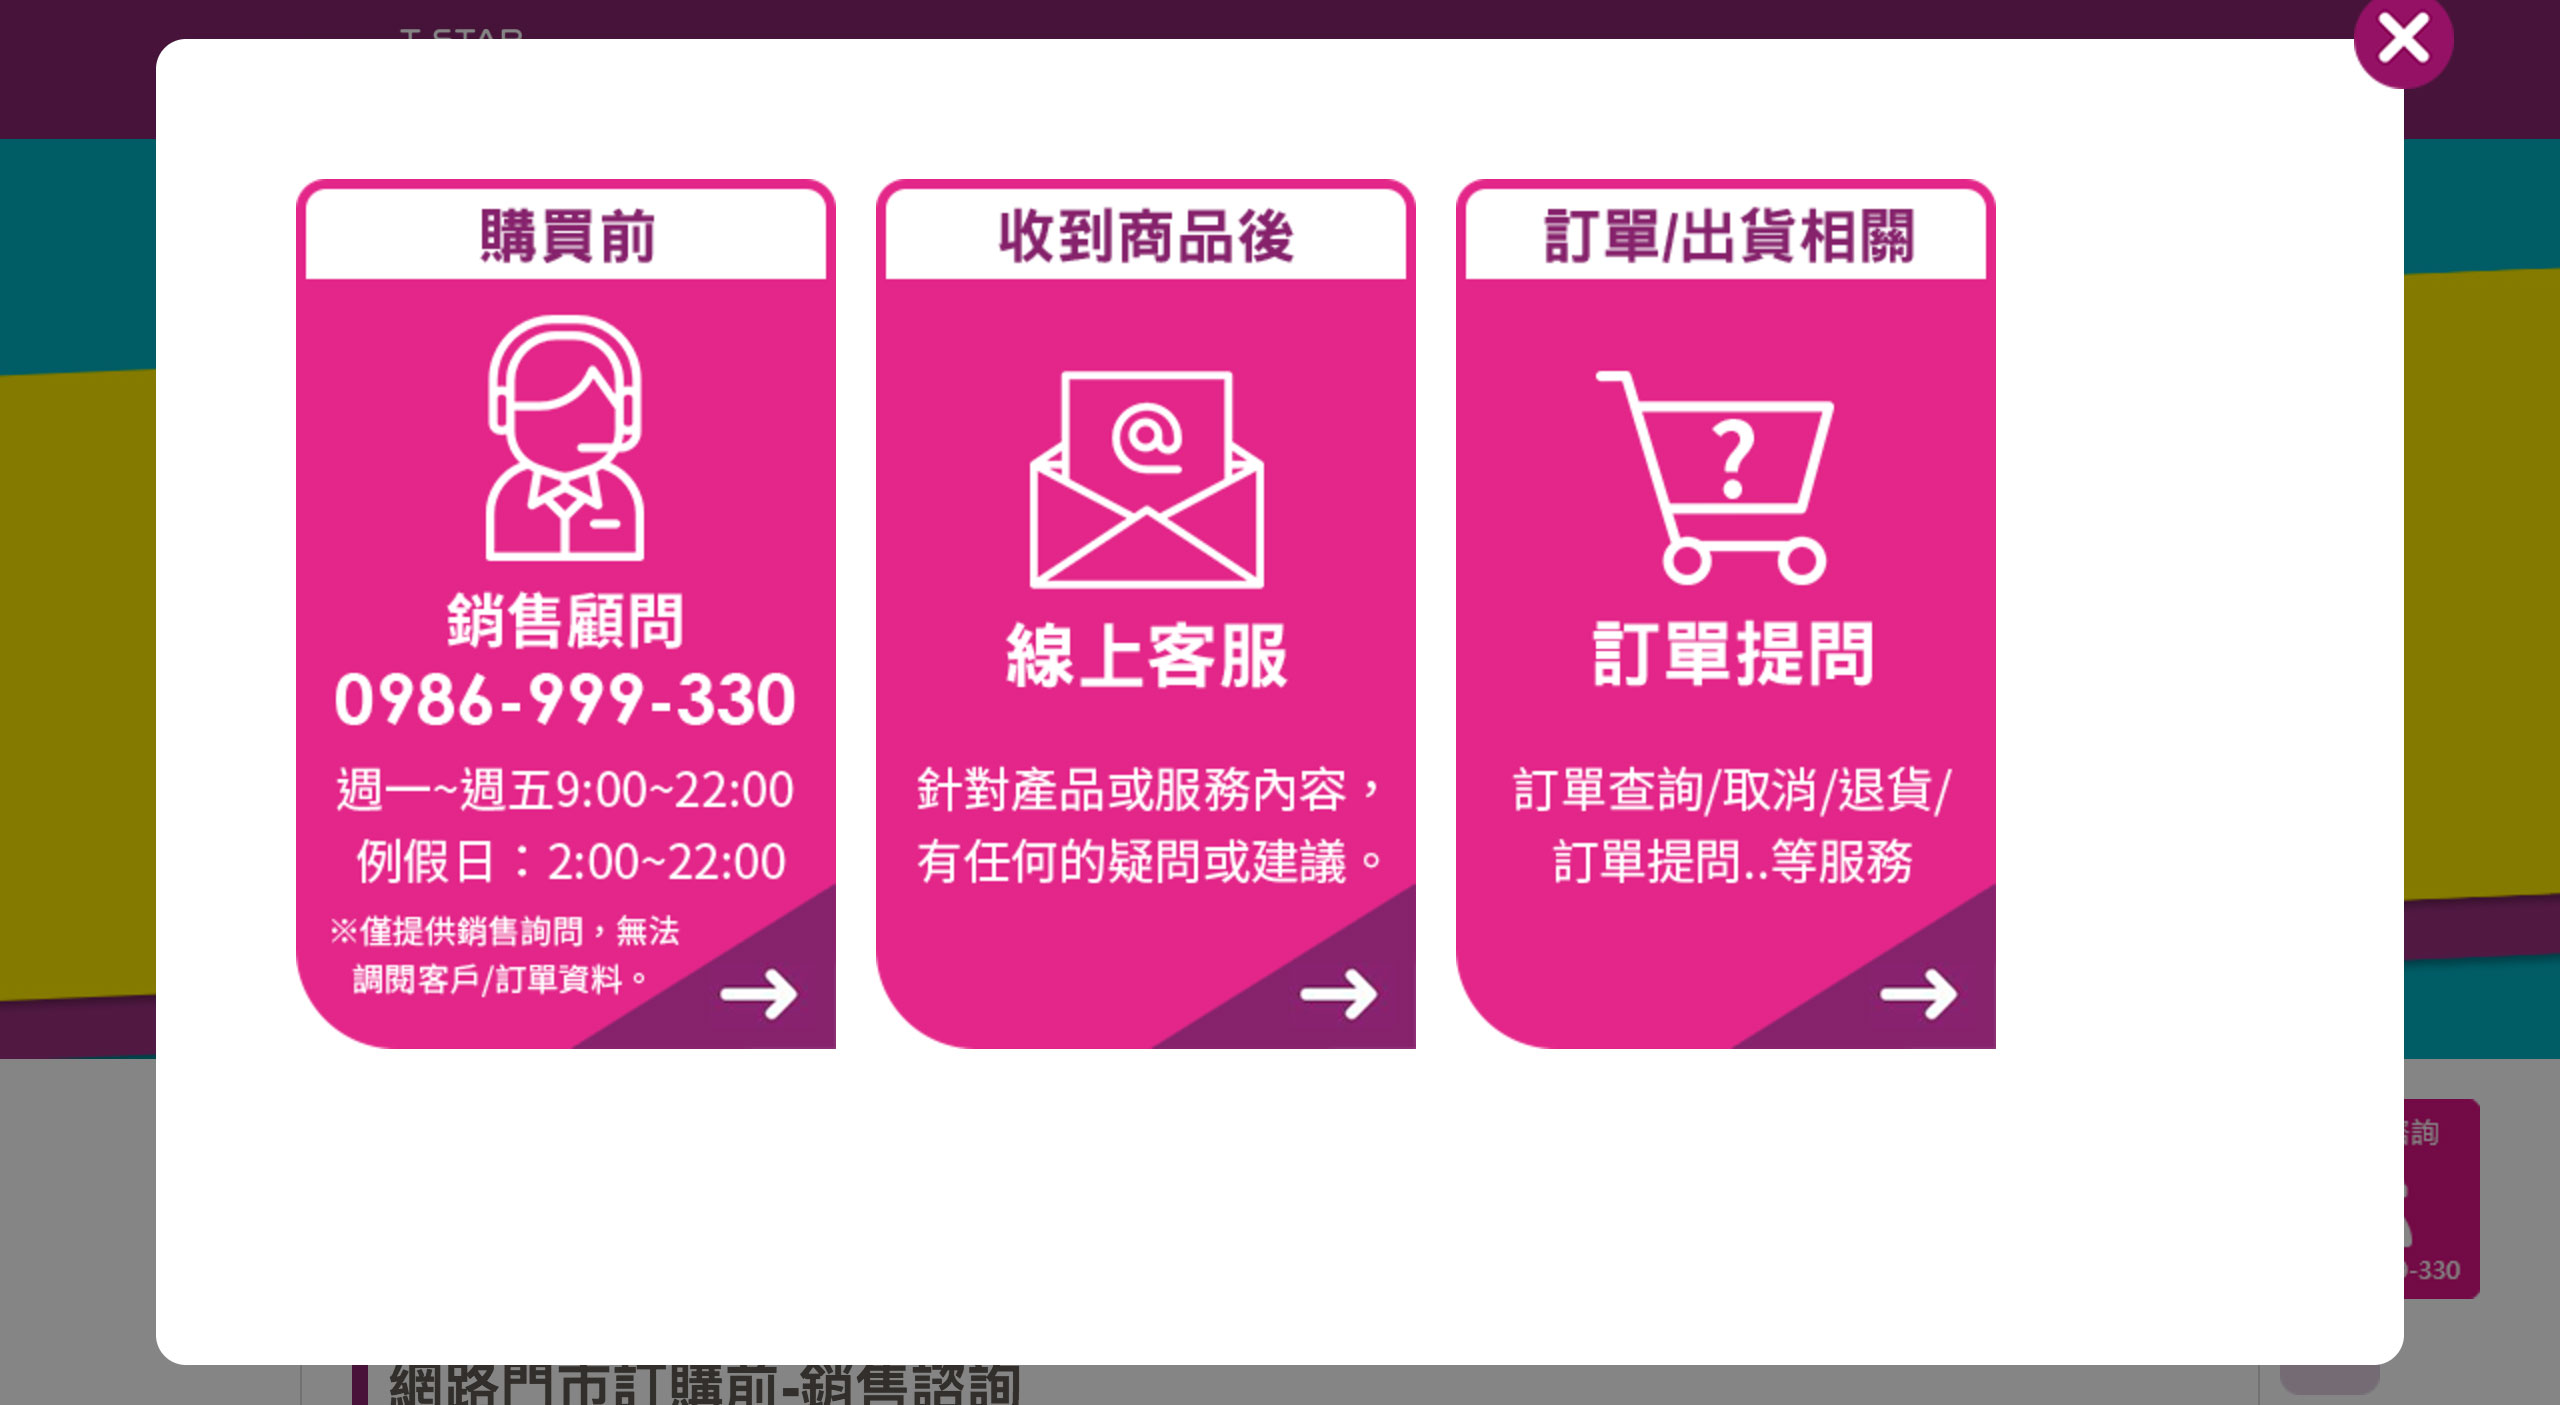 購買前
銷售顧問
0986-999-330
週一~週五9:00~22:00
例假日：2:00~22:00
※僅提供銷售詢問，無法
調閱客戶/訂單資料。
收到商品後
@
線上客服
針對產品或服務內容，
有任何的疑問或建議。
訂單/出貨相關
?
訂單提問
訂單查詢/取消/退貨/
訂單提問..等服務
詢
-330
網路門市訂購前-銷售諮詢